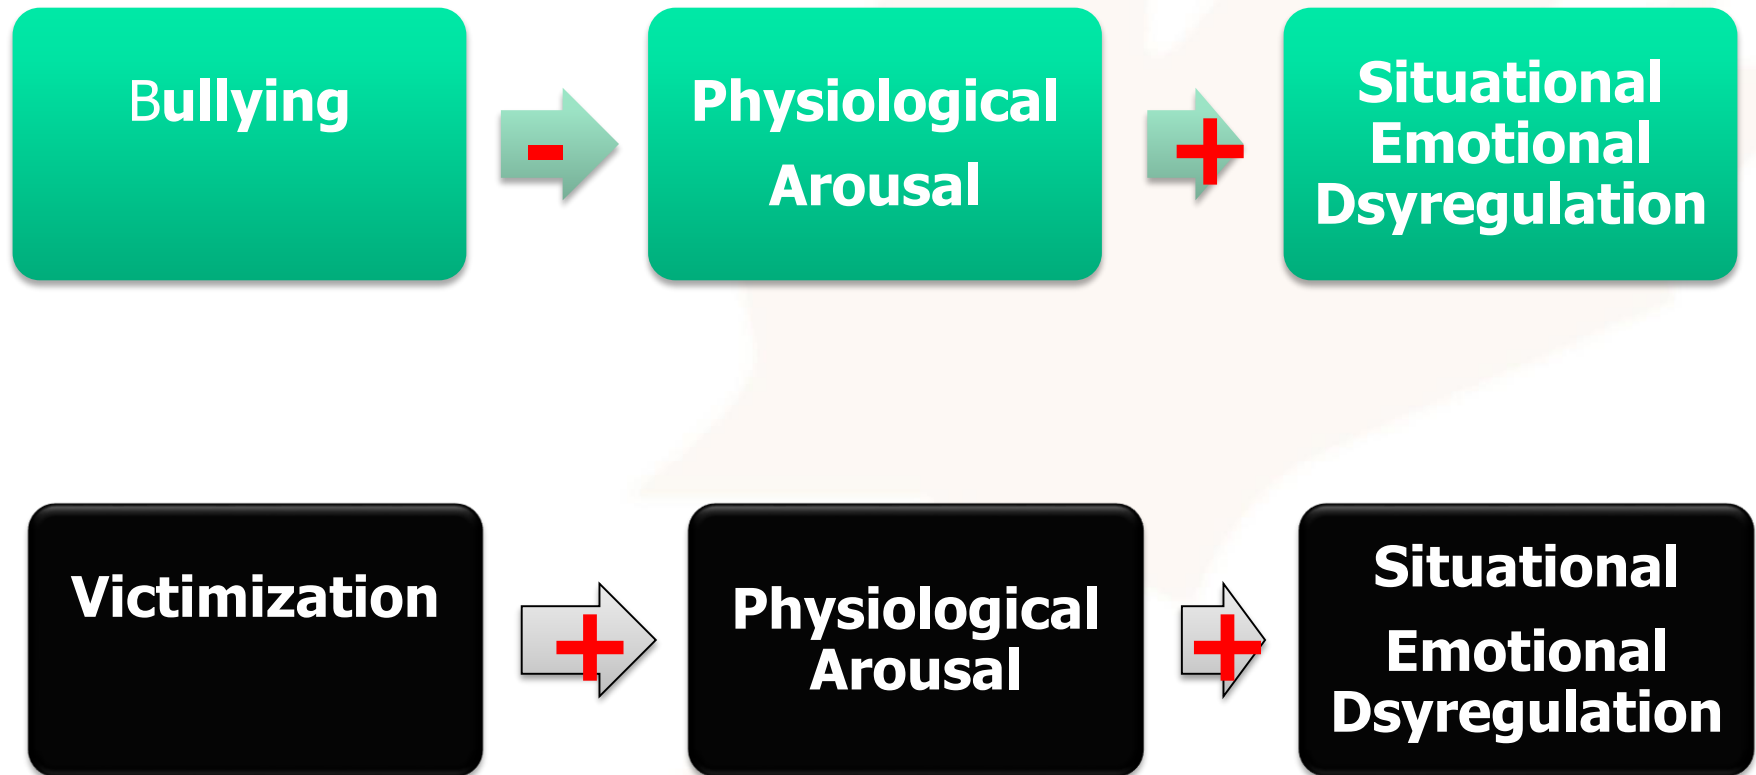 Bullying
-
Physiological
Arousal
+
Situational
Emotional
Dsyregulation
Victimization
+
Physiological
Arousal
+
Situational
Emotional
Dsyregulation